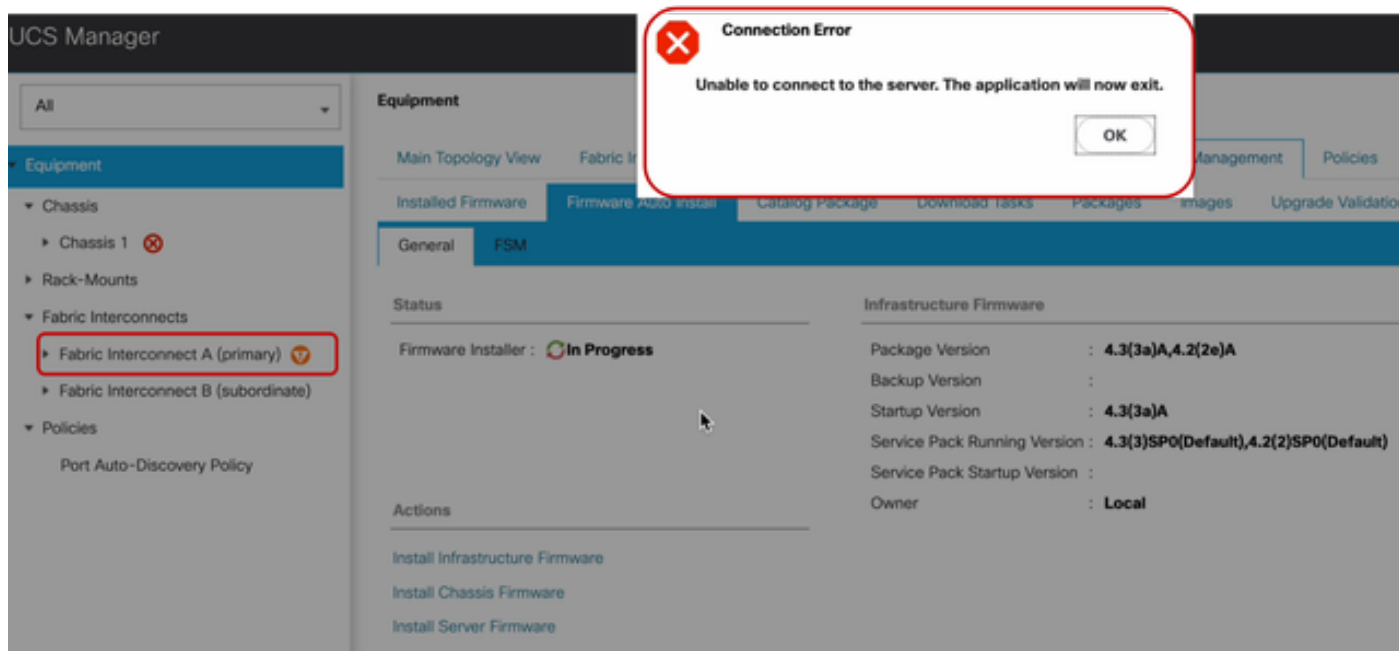 UCS Manager
Connection Error
Unable to connect to the server. The application will now exit.
OK
All
Equipment
Chassis
Chassis 1
Rack-Mounts
Fabric Interconnects
Fabric Interconnect A (primary)
Fabric Interconnect B (subordinate)
Policies
Port Auto-Discovery Policy
Equipment
Main Topology View
Fabric In
Management
Policies
Installed Firmware
Firmware Auto Install
Catalog Package
Download Tasks
Packages
Images
Upgrade Validatio
General
FSM
Status
Firmware Installer : In Progress
Actions
Install Infrastructure Firmware
Install Chassis Firmware
Install Server Firmware
Infrastructure Firmware
Package Version : 4.3(3a)A,4.2(2e)A
Backup Version :
Startup Version : 4.3(3a)A
Service Pack Running Version : 4.3(3)SP0(Default),4.2(2)SP0(Default)
Service Pack Startup Version :
Owner : Local